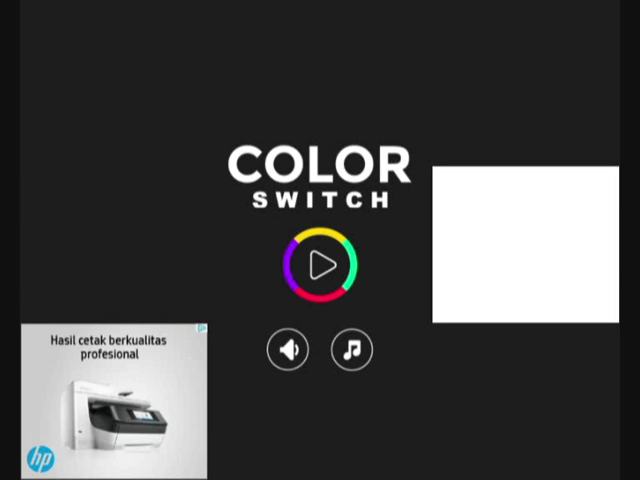 COLOR
SWITCH
Hasil cetak berkualitas
profesional
hp